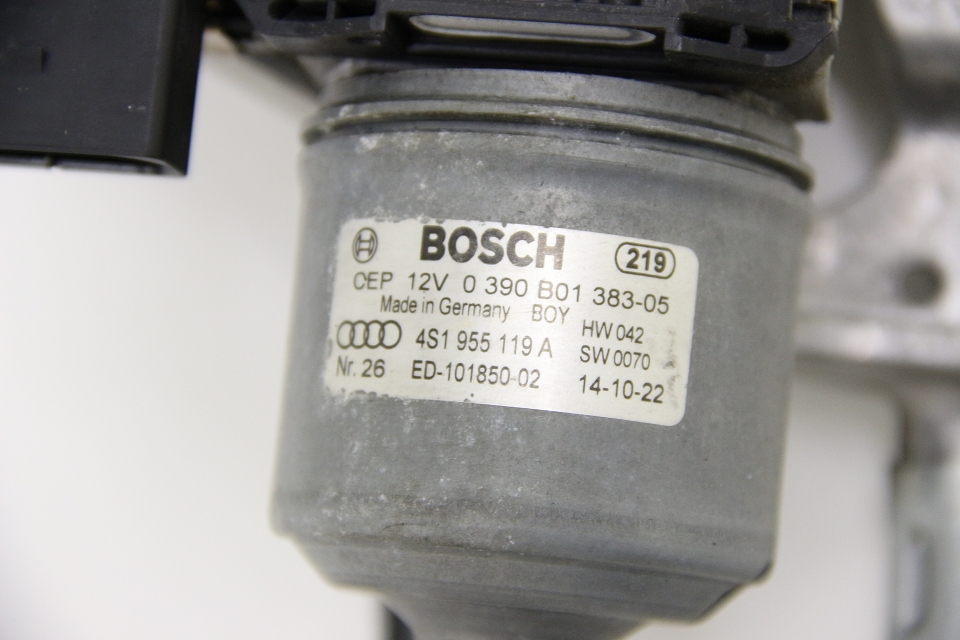 BOSCH 219
CEP 12V 0 390 B01 383-05
Made in Germany BOY HW 042
4S1 955 119 A SW 0070
Nr. 26 ED-101850-02 14-10-22